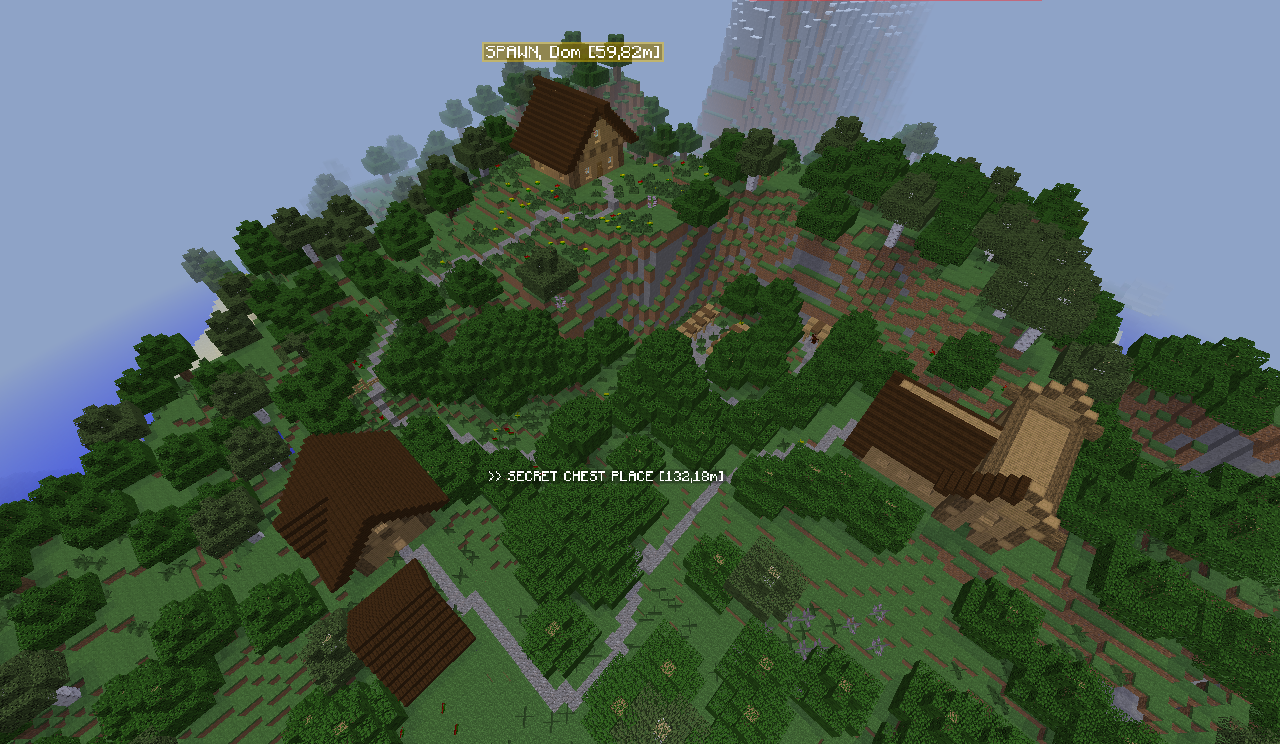 SPAWN, Dom [59,82m]
>> SECRET CHEST PLACE [132,18m]